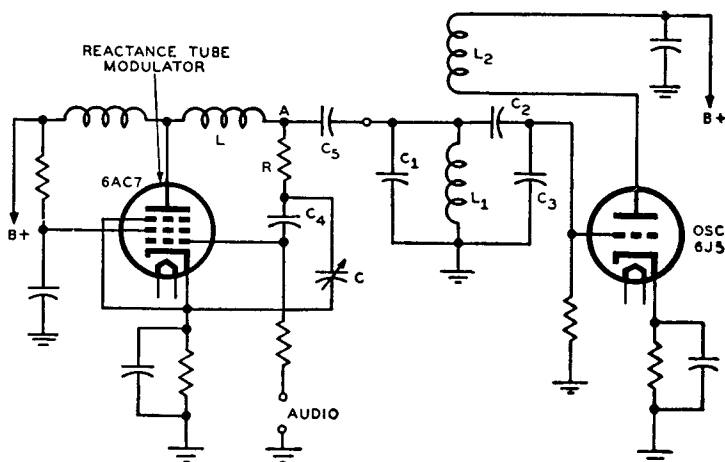 REACTANCE TUBE
MODULATOR
L
A
C5
R
6AC7
C4
C
B+
AUDIO
L2
C2
C1
L1
C3
B+
OSC
6J5